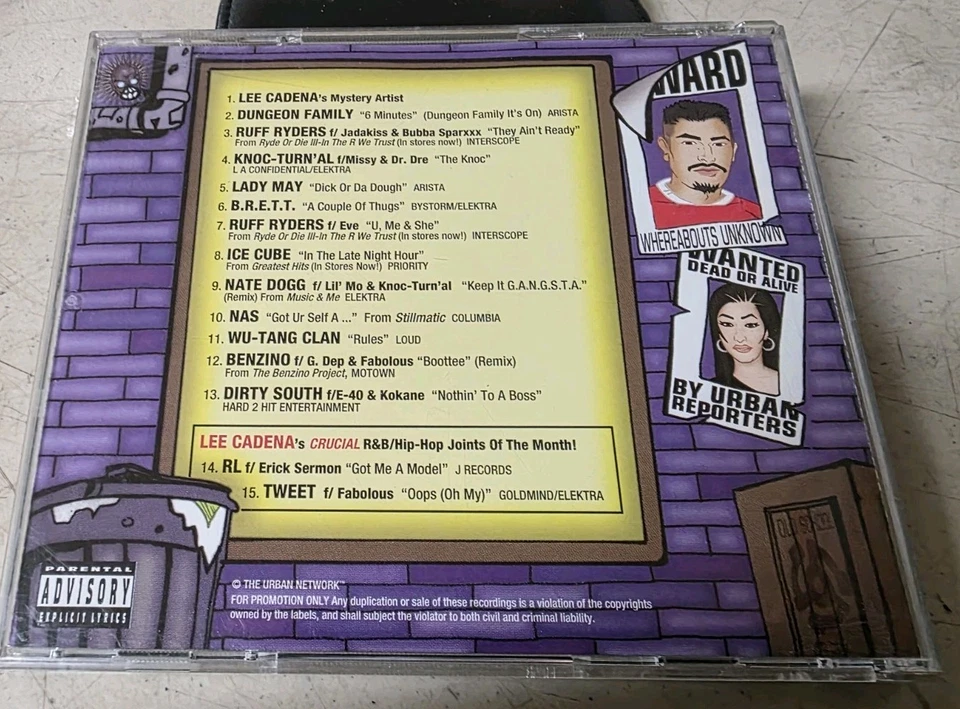 1. LEE CADENA's Mystery Artist
2. DUNGEON FAMILY "6 Minutes" (Dungeon Family It's On) ARISTA
3. RUFF RYDERS f/ Jadakiss & Bubba Sparxxx "They Ain't Ready"
From Ryde Or Die III-In The R We Trust (In stores now!) INTERSCOPE
4. KNOC-TURN'AL f/Missy & Dr. Dre "The Knoc"
L A CONFIDENTIAL/ELEKTRA
5. LADY MAY "Dick Or Da Dough" ARISTA
6. B.R.E.T.T. "A Couple Of Thugs" BYSTORM/ELEKTRA
7. RUFF RYDERS f/ Eve "U, Me & She"
From Ryde Or Die III-In The R We Trust (In stores now!) INTERSCOPE
8. ICE CUBE "In The Late Night Hour"
From Greatest Hits (In Stores Now!) PRIORITY
9. NATE DOGG f/ Lil' Mo & Knoc-Turn'al "Keep It G.A.N.G.S.T.A."
(Remix) From Music & Me ELEKTRA
10. NAS "Got Ur Self A ..." From Stillmatic COLUMBIA
11. WU-TANG CLAN "Rules" LOUD
12. BENZINO f/ G. Dep & Fabolous "Boottee" (Remix)
From The Benzino Project, MOTOWN
13. DIRTY SOUTH f/E-40 & Kokane "Nothin' To A Boss"
HARD 2 HIT ENTERTAINMENT
LEE CADENA's CRUCIAL R&B/Hip-Hop Joints Of The Month!
14. RL f/ Erick Sermon "Got Me A Model" J RECORDS
15. TWEET f/ Fabolous "Oops (Oh My)" GOLDMIND/ELEKTRA
WARD
WHEREABOUTS UNKNOWN
WANTED
DEAD OR ALIVE
BY URBAN
REPORTERS
PARENTAL
ADVISORY
EXPLICIT LYRICS
© THE URBAN NETWORK™
FOR PROMOTION ONLY Any duplication or sale of these recordings is a violation of the copyrights
owned by the labels, and shall subject the violator to both civil and criminal liability.